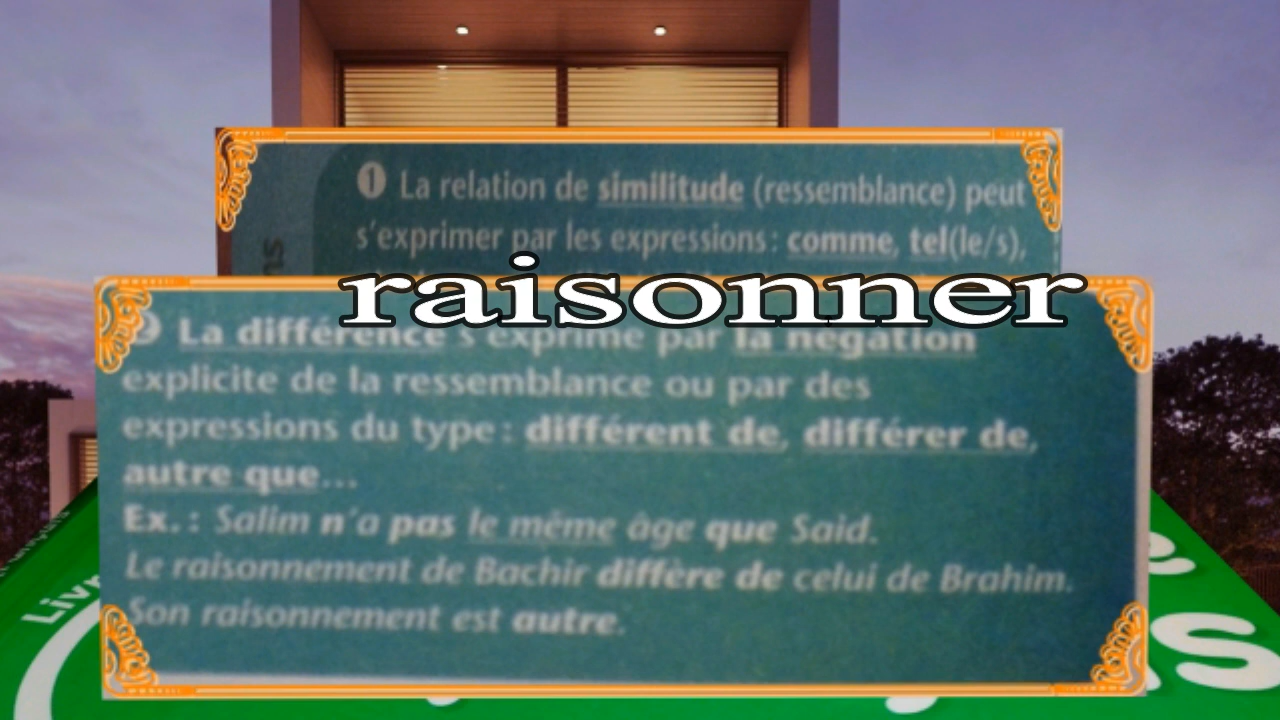 1 La relation de similitude (ressemblance) peut
s'exprimer par les expressions : comme, tel(le/s),
raisonner
La différence s'exprime par la négation
explicite de la ressemblance ou par des
expressions du type : différent de, différer de,
autre que...
Ex. : Salim n'a pas le même âge que Said.
Le raisonnement de Bachir diffère de celui de Brahim.
Son raisonnement est autre.